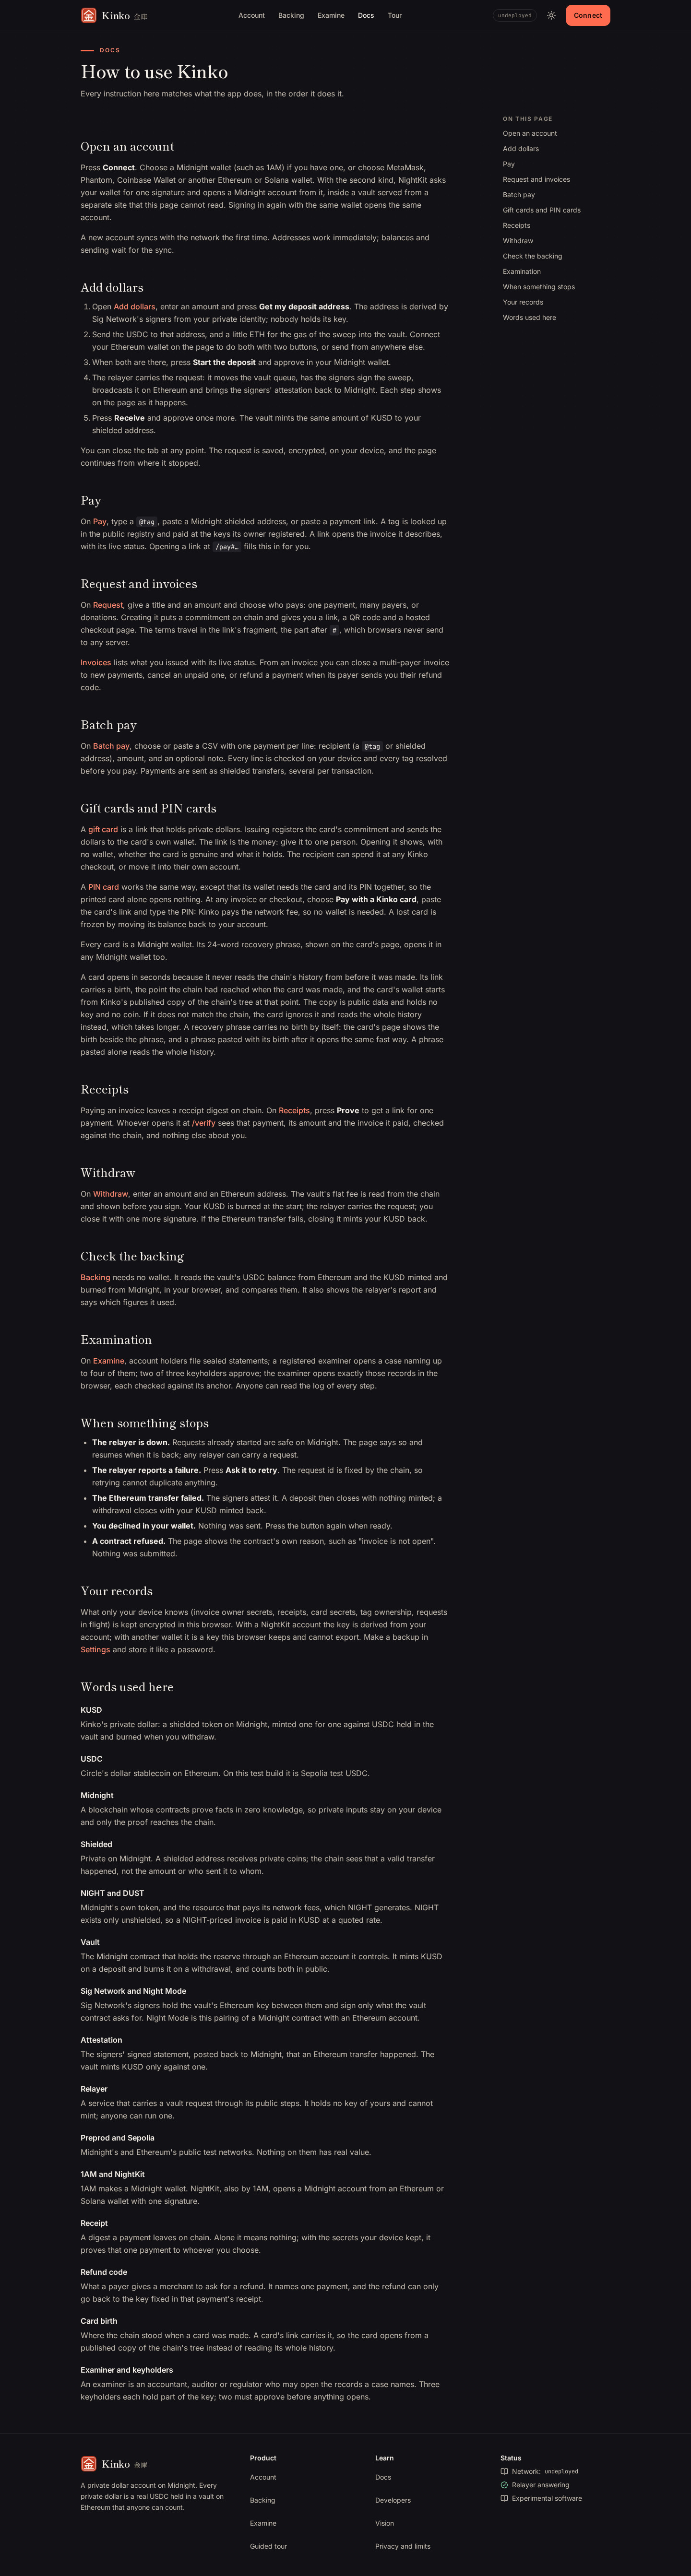 Kinko 金庫
Account
Backing
Examine
Docs
Tour
undeployed
Connect
DOCS
How to use Kinko
Every instruction here matches what the app does, in the order it does it.
ON THIS PAGE
Open an account
Add dollars
Pay
Request and invoices
Batch pay
Gift cards and PIN cards
Receipts
Withdraw
Check the backing
Examination
When something stops
Your records
Words used here
Open an account
Press Connect. Choose a Midnight wallet (such as 1AM) if you have one, or choose MetaMask,
Phantom, Coinbase Wallet or another Ethereum or Solana wallet. With the second kind, NightKit asks
your wallet for one signature and opens a Midnight account from it, inside a vault served from a
separate site that this page cannot read. Signing in again with the same wallet opens the same
account.
A new account syncs with the network the first time. Addresses work immediately; balances and
sending wait for the sync.
Add dollars
1. Open Add dollars, enter an amount and press Get my deposit address. The address is derived by
Sig Network's signers from your private identity; nobody holds its key.
2. Send the USDC to that address, and a little ETH for the gas of the sweep into the vault. Connect
your Ethereum wallet on the page to do both with two buttons, or send from anywhere else.
3. When both are there, press Start the deposit and approve in your Midnight wallet.
4. The relayer carries the request: it moves the vault queue, has the signers sign the sweep,
broadcasts it on Ethereum and brings the signers' attestation back to Midnight. Each step shows
on the page as it happens.
5. Press Receive and approve once more. The vault mints the same amount of KUSD to your
shielded address.
You can close the tab at any point. The request is saved, encrypted, on your device, and the page
continues from where it stopped.
Pay
On Pay, type a @tag, paste a Midnight shielded address, or paste a payment link. A tag is looked up
in the public registry and paid at the keys its owner registered. A link opens the invoice it describes,
with its live status. Opening a link at /pay#… fills this in for you.
Request and invoices
On Request, give a title and an amount and choose who pays: one payment, many payers, or
donations. Creating it puts a commitment on chain and gives you a link, a QR code and a hosted
checkout page. The terms travel in the link's fragment, the part after #, which browsers never send
to any server.
Invoices lists what you issued with its live status. From an invoice you can close a multi-payer invoice
to new payments, cancel an unpaid one, or refund a payment when its payer sends you their refund
code.
Batch pay
On Batch pay, choose or paste a CSV with one payment per line: recipient (a @tag or shielded
address), amount, and an optional note. Every line is checked on your device and every tag resolved
before you pay. Payments are sent as shielded transfers, several per transaction.
Gift cards and PIN cards
A gift card is a link that holds private dollars. Issuing registers the card's commitment and sends the
dollars to the card's own wallet. The link is the money: give it to one person. Opening it shows, with
no wallet, whether the card is genuine and what it holds. The recipient can spend it at any Kinko
checkout, or move it into their own account.
A PIN card works the same way, except that its wallet needs the card and its PIN together, so the
printed card alone opens nothing. At any invoice or checkout, choose Pay with a Kinko card, paste
the card's link and type the PIN: Kinko pays the network fee, so no wallet is needed. A lost card is
frozen by moving its balance back to your account.
Every card is a Midnight wallet. Its 24-word recovery phrase, shown on the card's page, opens it in
any Midnight wallet too.
A card opens in seconds because it never reads the chain's history from before it was made. Its link
carries a birth, the point the chain had reached when the card was made, and the card's wallet starts
from Kinko's published copy of the chain's tree at that point. The copy is public data and holds no
key and no coin. If it does not match the chain, the card ignores it and reads the whole history
instead, which takes longer. A recovery phrase carries no birth by itself: the card's page shows the
birth beside the phrase, and a phrase pasted with its birth after it opens the same fast way. A phrase
pasted alone reads the whole history.
Receipts
Paying an invoice leaves a receipt digest on chain. On Receipts, press Prove to get a link for one
payment. Whoever opens it at /verify sees that payment, its amount and the invoice it paid, checked
against the chain, and nothing else about you.
Withdraw
On Withdraw, enter an amount and an Ethereum address. The vault's flat fee is read from the chain
and shown before you sign. Your KUSD is burned at the start; the relayer carries the request; you
close it with one more signature. If the Ethereum transfer fails, closing it mints your KUSD back.
Check the backing
Backing needs no wallet. It reads the vault's USDC balance from Ethereum and the KUSD minted and
burned from Midnight, in your browser, and compares them. It also shows the relayer's report and
says which figures it used.
Examination
On Examine, account holders file sealed statements; a registered examiner opens a case naming up
to four of them; two of three keyholders approve; the examiner opens exactly those records in the
browser, each checked against its anchor. Anyone can read the log of every step.
When something stops
• The relayer is down. Requests already started are safe on Midnight. The page says so and
resumes when it is back; any relayer can carry a request.
• The relayer reports a failure. Press Ask it to retry. The request id is fixed by the chain, so
retrying cannot duplicate anything.
• The Ethereum transfer failed. The signers attest it. A deposit then closes with nothing minted; a
withdrawal closes with your KUSD minted back.
• You declined in your wallet. Nothing was sent. Press the button again when ready.
• A contract refused. The page shows the contract's own reason, such as "invoice is not open".
Nothing was submitted.
Your records
What only your device knows (invoice owner secrets, receipts, card secrets, tag ownership, requests
in flight) is kept encrypted in this browser. With a NightKit account the key is derived from your
account; with another wallet it is a key this browser keeps and cannot export. Make a backup in
Settings and store it like a password.
Words used here
KUSD
Kinko's private dollar: a shielded token on Midnight, minted one for one against USDC held in the
vault and burned when you withdraw.
USDC
Circle's dollar stablecoin on Ethereum. On this test build it is Sepolia test USDC.
Midnight
A blockchain whose contracts prove facts in zero knowledge, so private inputs stay on your device
and only the proof reaches the chain.
Shielded
Private on Midnight. A shielded address receives private coins; the chain sees that a valid transfer
happened, not the amount or who sent it to whom.
NIGHT and DUST
Midnight's own token, and the resource that pays its network fees, which NIGHT generates. NIGHT
exists only unshielded, so a NIGHT-priced invoice is paid in KUSD at a quoted rate.
Vault
The Midnight contract that holds the reserve through an Ethereum account it controls. It mints KUSD
on a deposit and burns it on a withdrawal, and counts both in public.
Sig Network and Night Mode
Sig Network's signers hold the vault's Ethereum key between them and sign only what the vault
contract asks for. Night Mode is this pairing of a Midnight contract with an Ethereum account.
Attestation
The signers' signed statement, posted back to Midnight, that an Ethereum transfer happened. The
vault mints KUSD only against one.
Relayer
A service that carries a vault request through its public steps. It holds no key of yours and cannot
mint; anyone can run one.
Preprod and Sepolia
Midnight's and Ethereum's public test networks. Nothing on them has real value.
1AM and NightKit
1AM makes a Midnight wallet. NightKit, also by 1AM, opens a Midnight account from an Ethereum or
Solana wallet with one signature.
Receipt
A digest a payment leaves on chain. Alone it means nothing; with the secrets your device kept, it
proves that one payment to whoever you choose.
Refund code
What a payer gives a merchant to ask for a refund. It names one payment, and the refund can only
go back to the key fixed in that payment's receipt.
Card birth
Where the chain stood when a card was made. A card's link carries it, so the card opens from a
published copy of the chain's tree instead of reading its whole history.
Examiner and keyholders
An examiner is an accountant, auditor or regulator who may open the records a case names. Three
keyholders each hold part of the key; two must approve before anything opens.
Kinko 金庫
A private dollar account on Midnight. Every
private dollar is a real USDC held in a vault on
Ethereum that anyone can count.
Product
Account
Backing
Examine
Guided tour
Learn
Docs
Developers
Vision
Privacy and limits
Status
Network: undeployed
Relayer answering
Experimental software